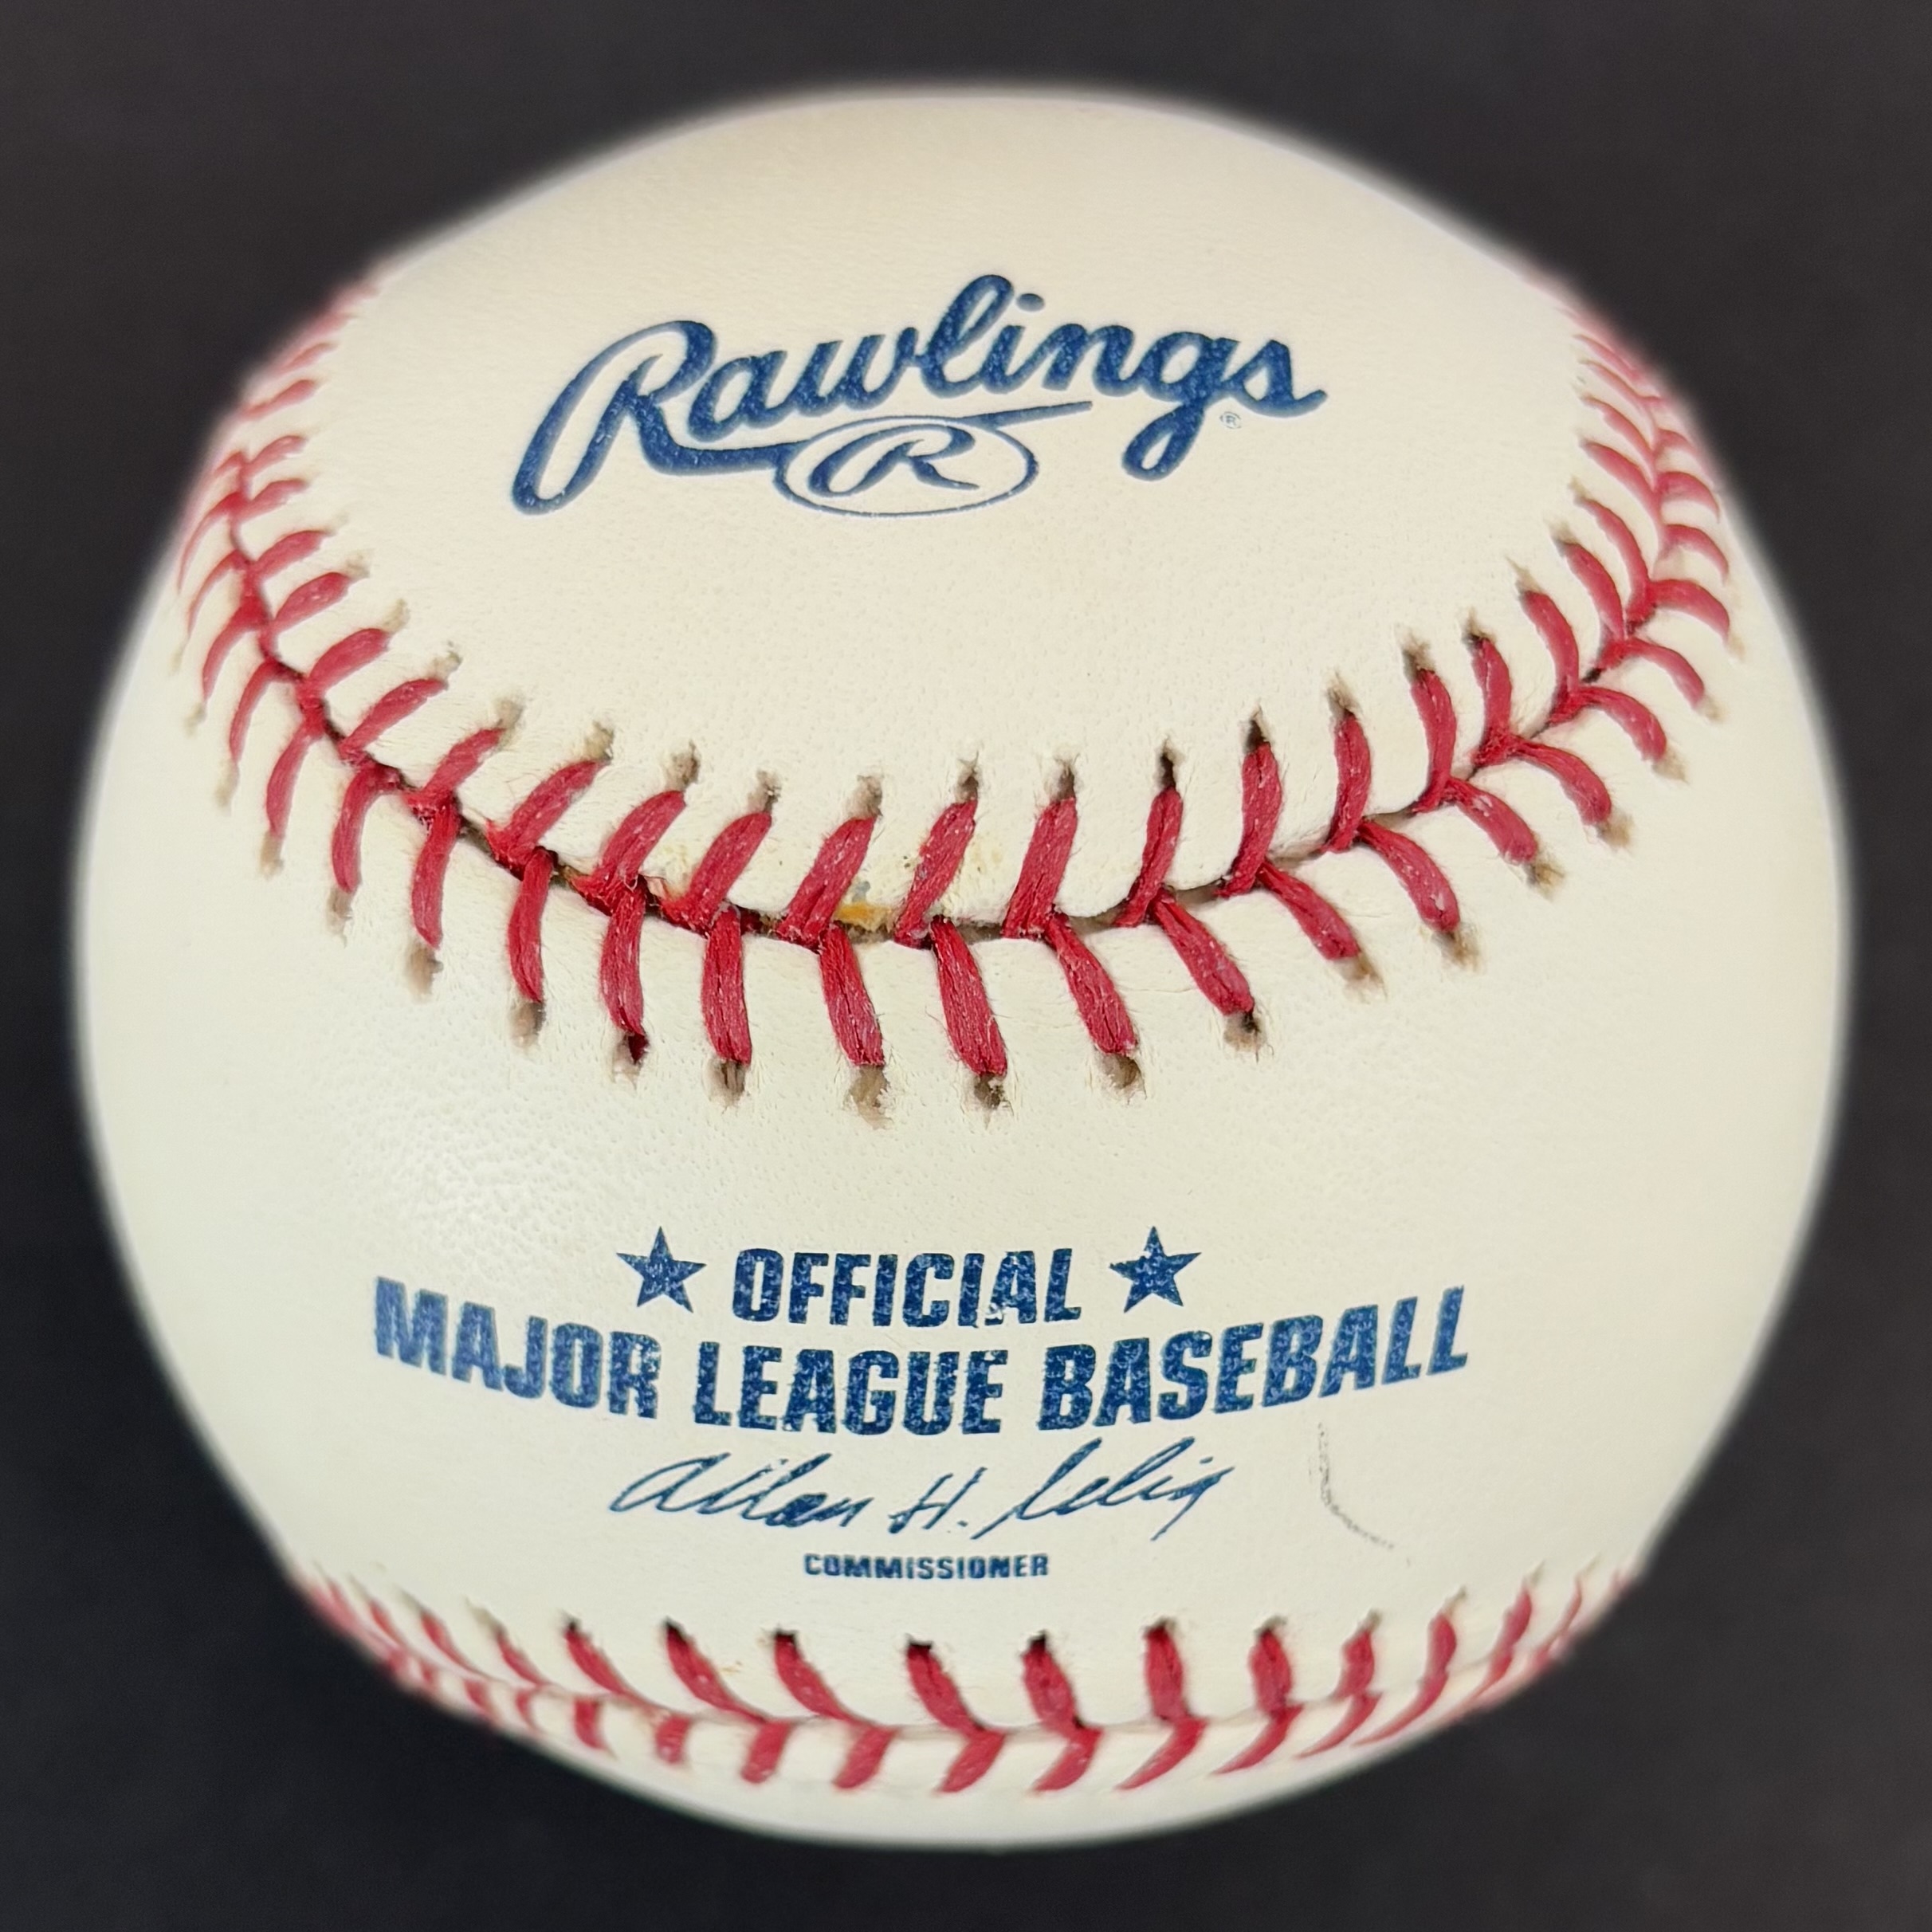 Rawlings
®
R
★ OFFICIAL ★
MAJOR LEAGUE BASEBALL
Allan H. Selig
COMMISSIONER